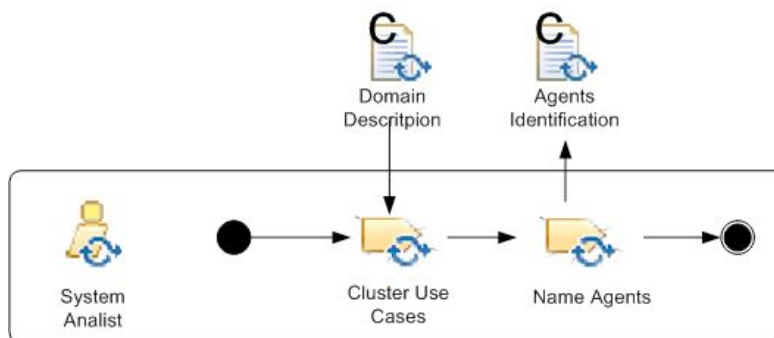 C
C
Domain
Descritpion
Agents
Identification
System
Analist
Cluster Use
Cases
Name Agents